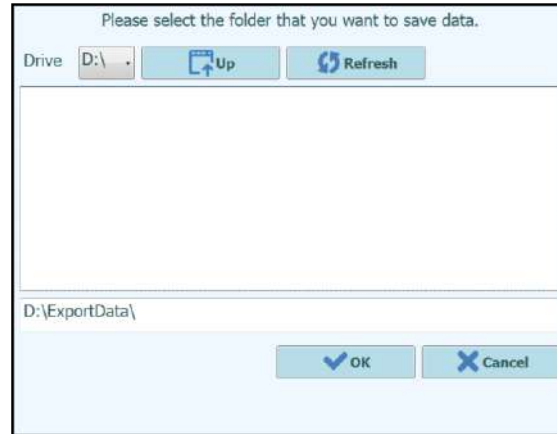 Please select the folder that you want to save data.
Drive D:\ Up Refresh
D:\ExportData\
OK Cancel